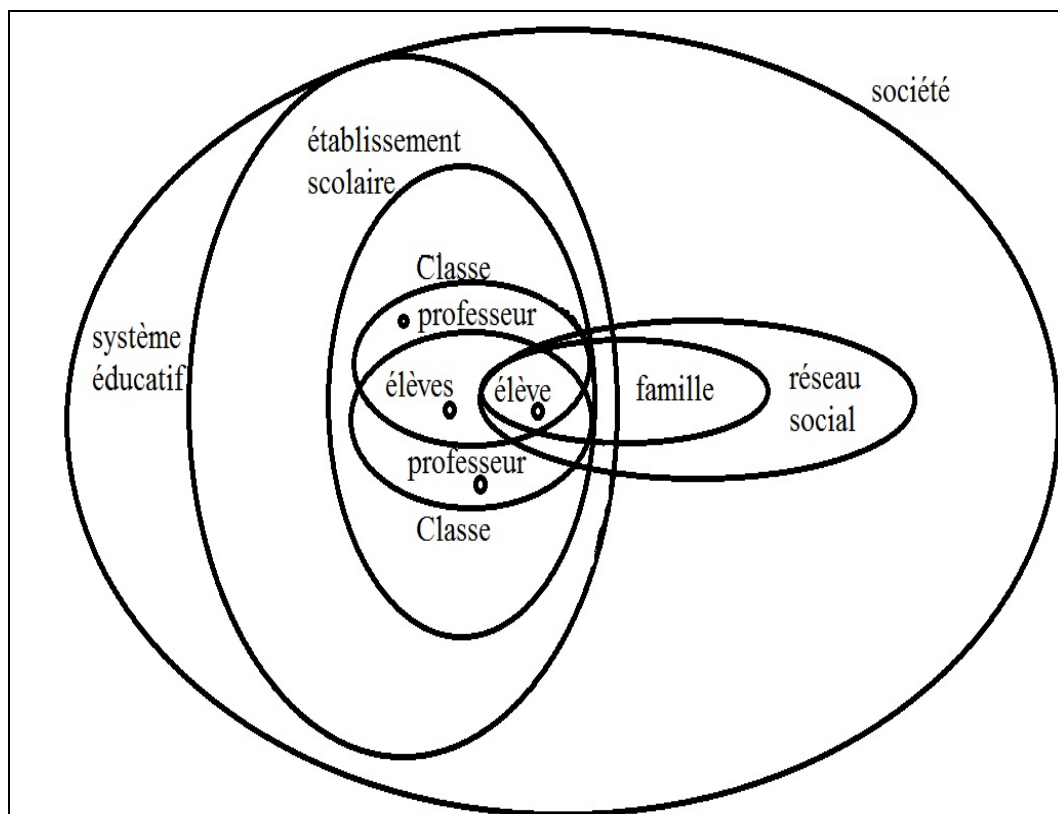 société
établissement
scolaire
Classe
professeur
système
éducatif
élèves
élève
famille
réseau
social
professeur
Classe